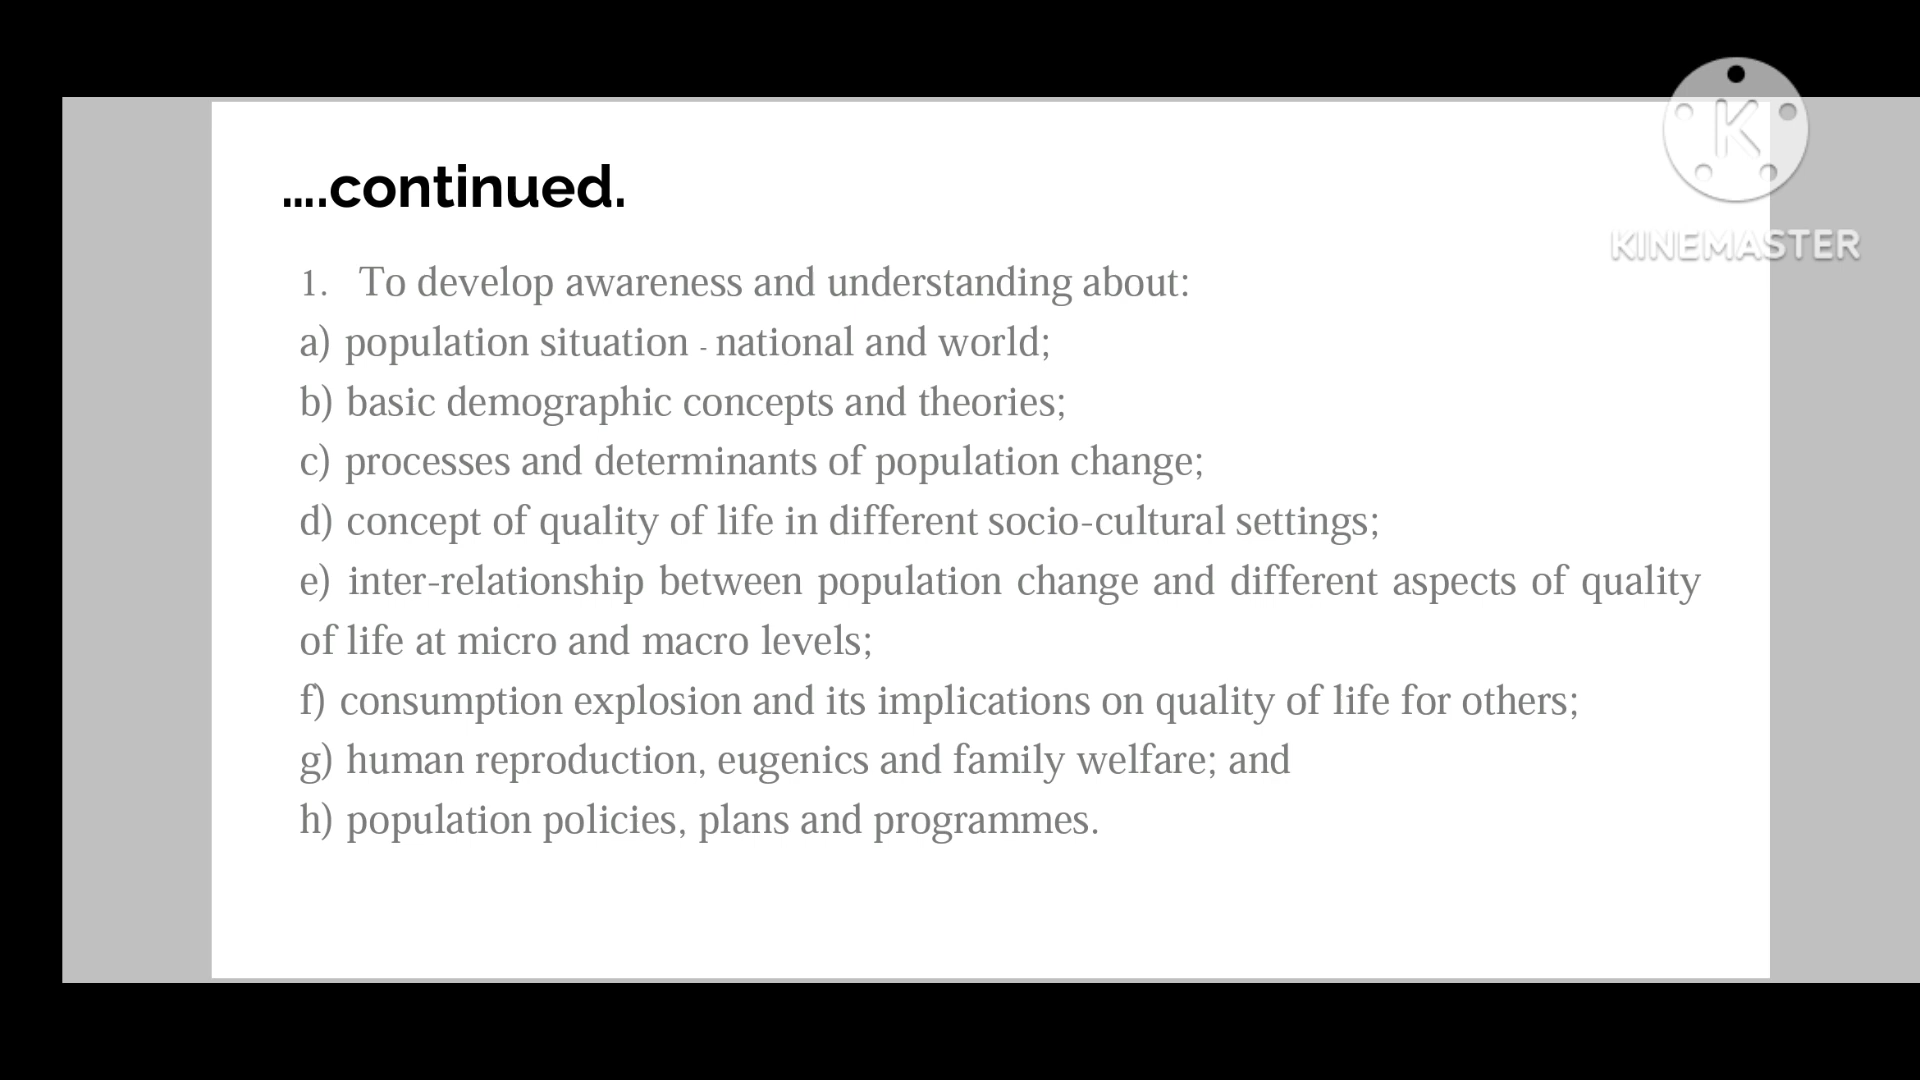 ....continued.
K
KINEMASTER
1. To develop awareness and understanding about:
a) population situation - national and world;
b) basic demographic concepts and theories;
c) processes and determinants of population change;
d) concept of quality of life in different socio-cultural settings;
e) inter-relationship between population change and different aspects of quality
of life at micro and macro levels;
f) consumption explosion and its implications on quality of life for others;
g) human reproduction, eugenics and family welfare; and
h) population policies, plans and programmes.